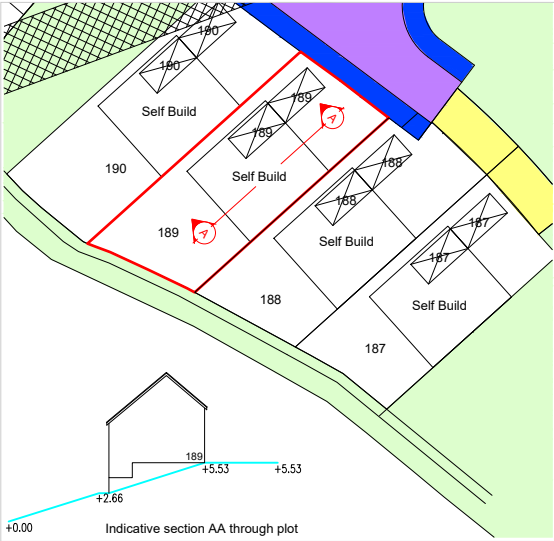 190
190
Self Build
190
189
189
A
Self Build
189
A
188
188
Self Build
188
187
187
Self Build
187
189
+5.53
+5.53
+2.66
+0.00
Indicative section AA through plot